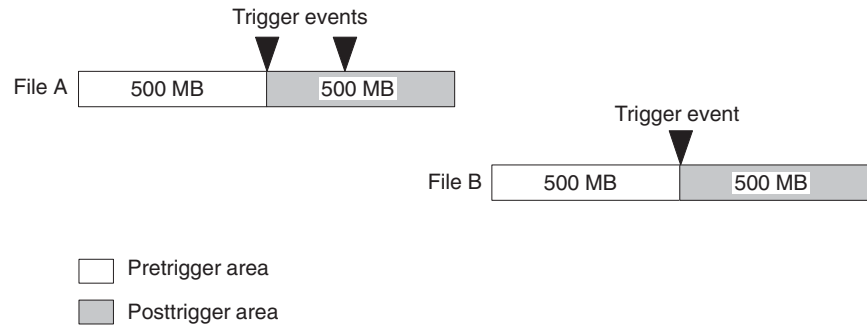 Trigger events
File A 500 MB 500 MB
Trigger event
File B 500 MB 500 MB
Pretrigger area
Posttrigger area